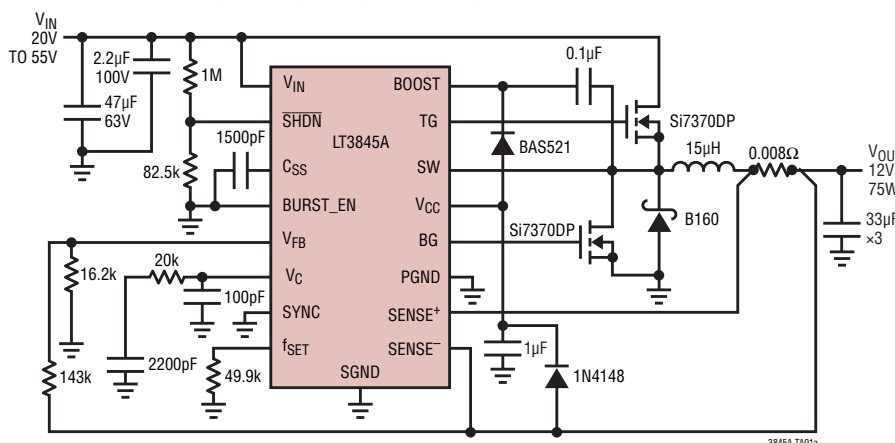 VIN
20V
TO 55V
2.2µF
100V
47µF
63V
1M
82.5k
1500pF
16.2k
20k
100pF
2200pF
143k
49.9k
VIN
SHDN
CSS
BURST_EN
VFB
VC
SYNC
fSET
LT3845A
SGND
BOOST
TG
SW
VCC
BG
PGND
SENSE+
SENSE–
0.1µF
BAS521
Si7370DP
Si7370DP
15µH
0.008Ω
B160
1µF
1N4148
VOU
12V
75W
33µF
×3
3845A TA01a